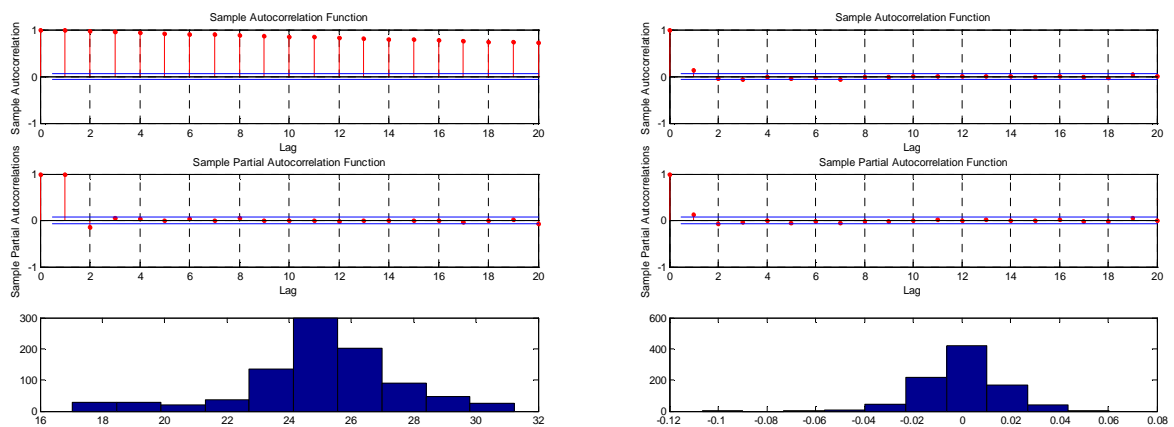 Sample Autocorrelation Function
Sample Autocorrelation
1
0
-1
0 2 4 6 8 10 12 14 16 18 20
Lag
Sample Partial Autocorrelation Function
Sample Partial Autocorrelations
1
0
-1
0 2 4 6 8 10 12 14 16 18 20
Lag
300
200
100
0
16 18 20 22 24 26 28 30 32
Sample Autocorrelation Function
Sample Autocorrelation
1
0
-1
0 2 4 6 8 10 12 14 16 18 20
Lag
Sample Partial Autocorrelation Function
Sample Partial Autocorrelations
1
0
-1
0 2 4 6 8 10 12 14 16 18 20
Lag
600
400
200
0
-0.12 -0.1 -0.08 -0.06 -0.04 -0.02 0 0.02 0.04 0.06 0.08